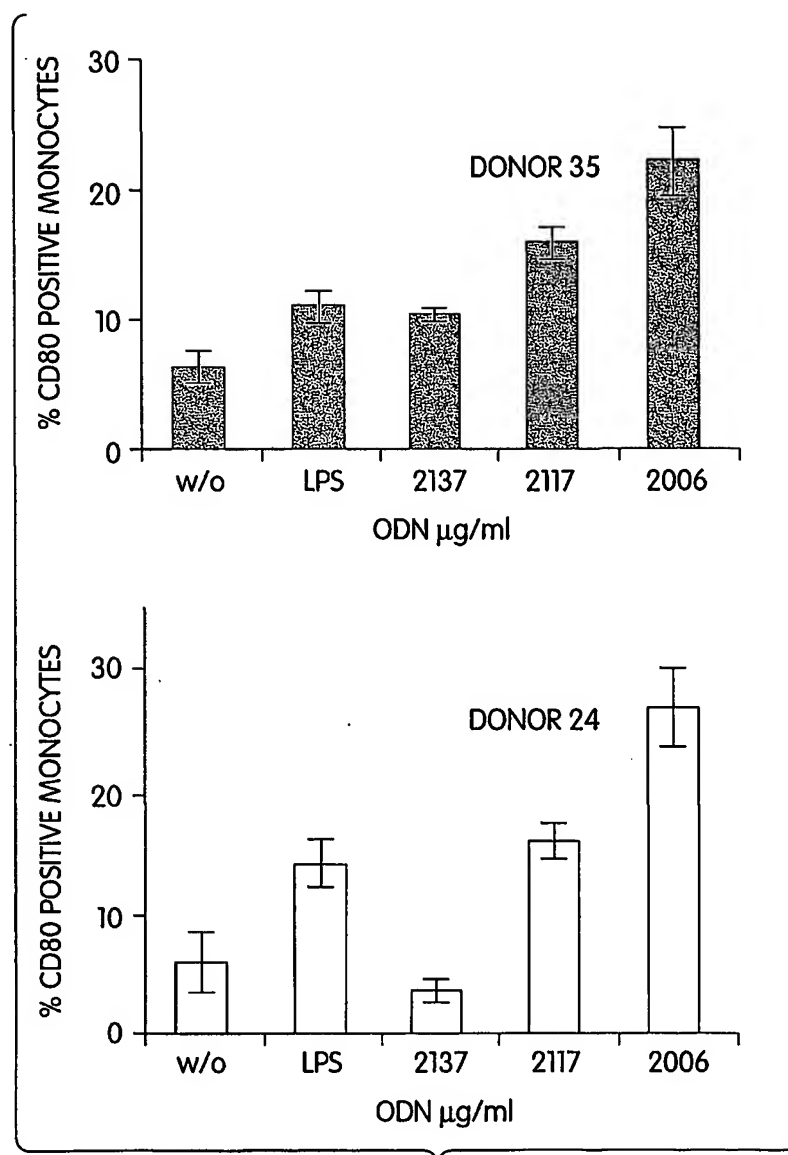 % CD80 POSITIVE MONOCYTES
30
20
10
0
DONOR 35
w/o LPS 2137 2117 2006
ODN µg/ml
% CD80 POSITIVE MONOCYTES
30
20
10
0
DONOR 24
w/o LPS 2137 2117 2006
ODN µg/ml